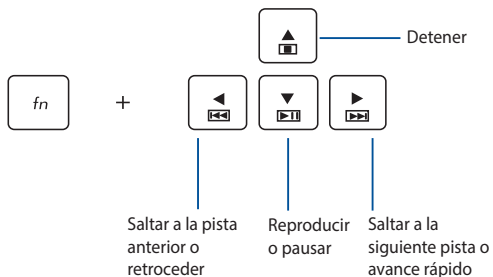 Detener
fn
+
Saltar a la pista
anterior o
retroceder
Reproducir
o pausar
Saltar a la
siguiente pista o
avance rápido